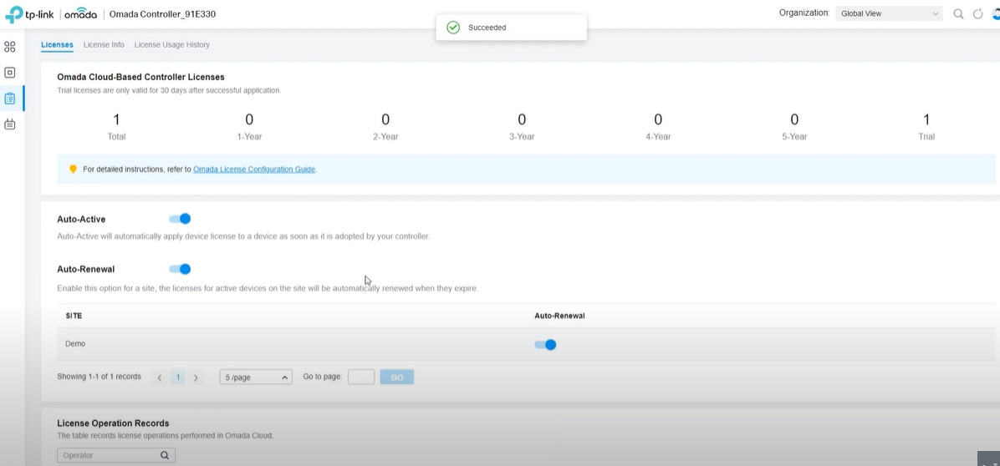 tp-link | omada | Omada Controller_91E330
Organization: Global View
Succeeded
Licenses License Info License Usage History
Omada Cloud-Based Controller Licenses
Trial licenses are only valid for 30 days after successful application.
1 0 0 0 0 0 1
Total 1-Year 2-Year 3-Year 4-Year 5-Year Trial
For detailed instructions, refer to Omada License Configuration Guide.
Auto-Active
Auto-Active will automatically apply device license to a device as soon as it is adopted by your controller.
Auto-Renewal
Enable this option for a site, the licenses for active devices on the site will be automatically renewed when they expire.
SITE Auto-Renewal
Demo
Showing 1-1 of 1 records < 1 > 5 /page Go to page: GO
License Operation Records
The table records license operations performed in Omada Cloud.
Operator